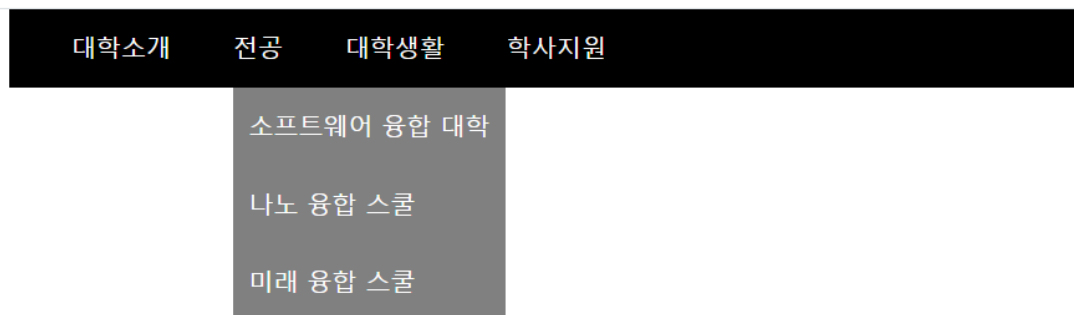 대학소개 전공 대학생활 학사지원
소프트웨어 융합 대학
나노 융합 스쿨
미래 융합 스쿨